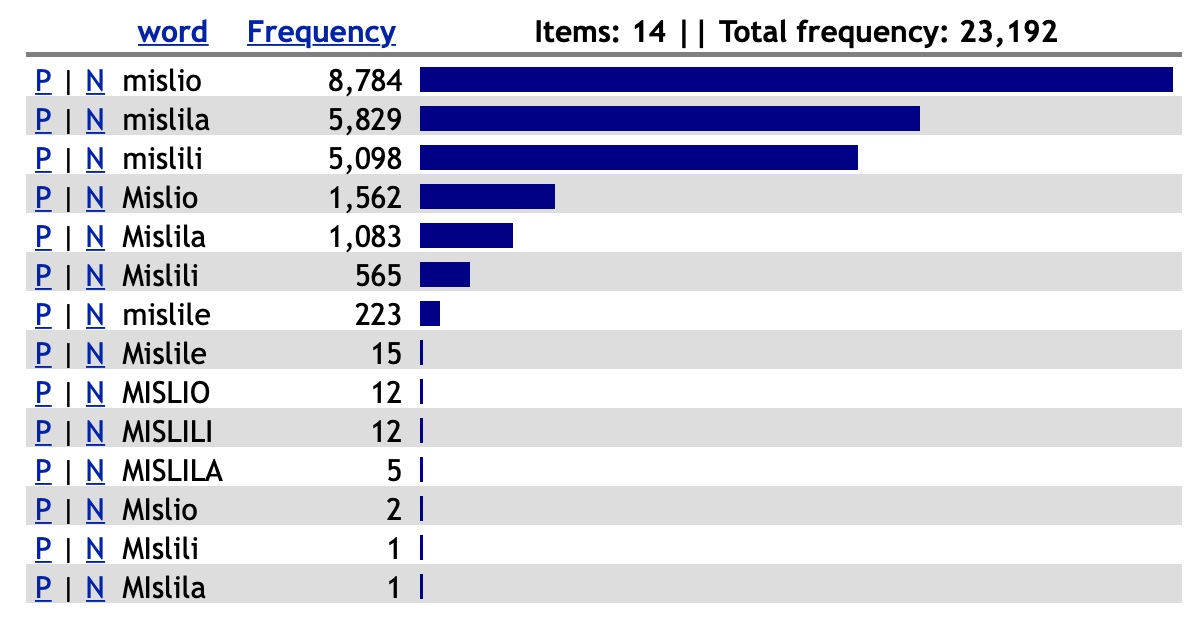 word Frequency Items: 14 || Total frequency: 23,192
P | N mislio 8,784
P | N mislila 5,829
P | N mislili 5,098
P | N Mislio 1,562
P | N Mislila 1,083
P | N Mislili 565
P | N mislile 223
P | N Mislile 15
P | N MISLIO 12
P | N MISLILI 12
P | N MISLILA 5
P | N MIslio 2
P | N MIslili 1
P | N MIslila 1